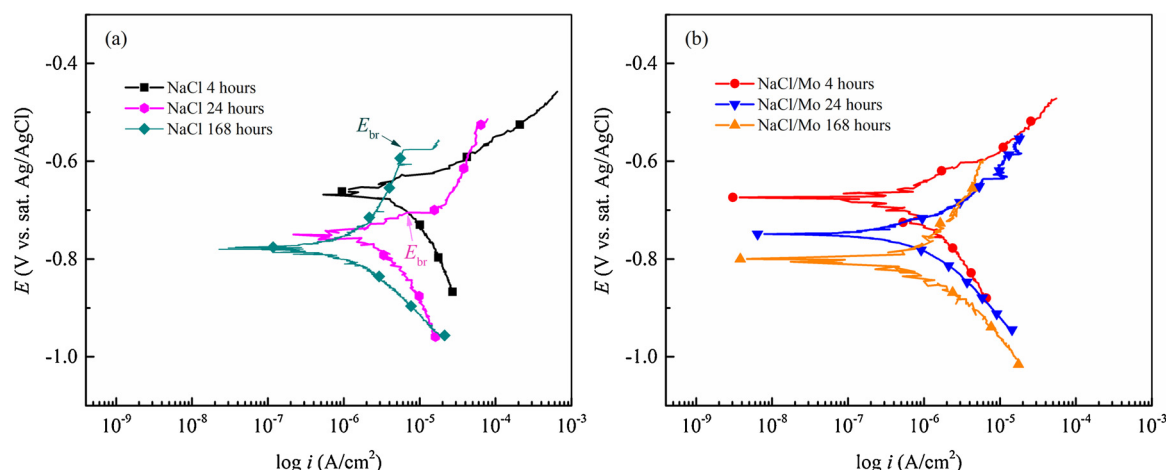 (a)
NaCl 4 hours
NaCl 24 hours
NaCl 168 hours
E_br
E_br
E (V vs. sat. Ag/AgCl)
-0.4
-0.6
-0.8
-1.0
10^-9 10^-8 10^-7 10^-6 10^-5 10^-4 10^-3
log i (A/cm^2)
(b)
NaCl/Mo 4 hours
NaCl/Mo 24 hours
NaCl/Mo 168 hours
E (V vs. sat. Ag/AgCl)
-0.4
-0.6
-0.8
-1.0
10^-9 10^-8 10^-7 10^-6 10^-5 10^-4 10^-3
log i (A/cm^2)